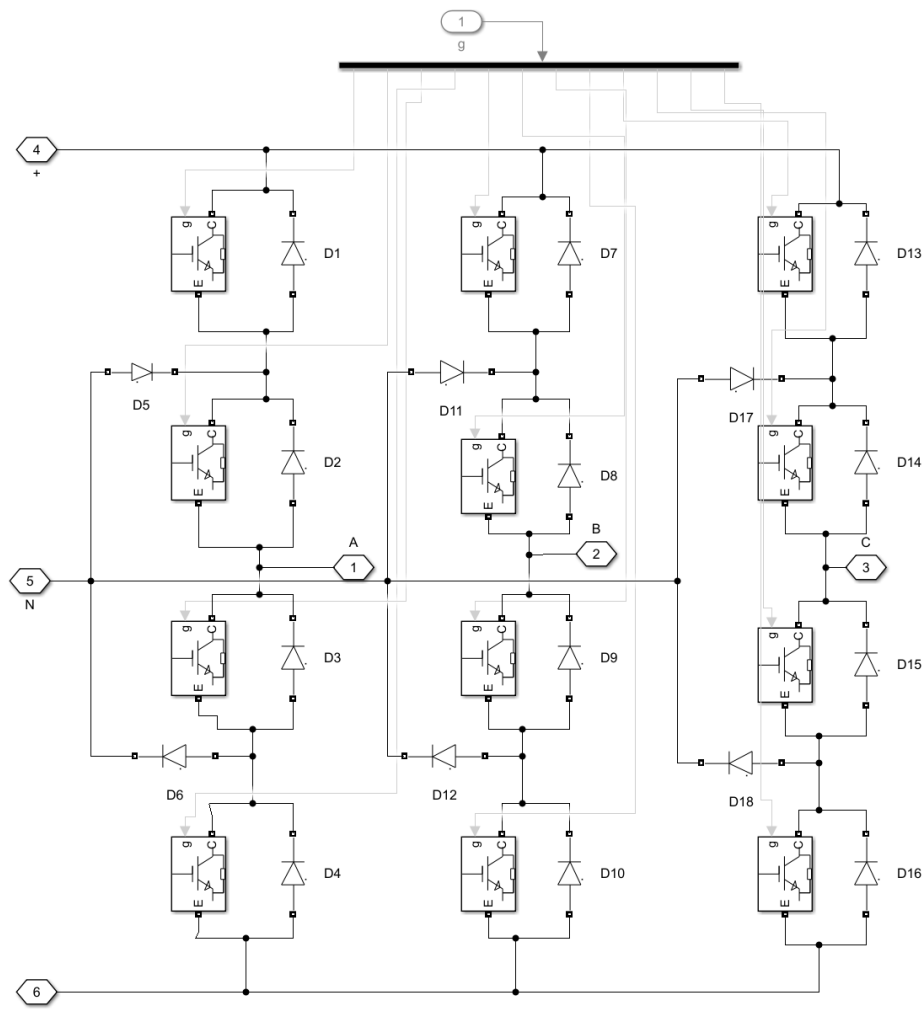 1
g
4
+
g C E D1
g C E D7
g C E D13
D5
D11
D17
g C E D2
g C E D8
g C E D14
A
1
B
2
C
3
5
N
g C E D3
g C E D9
g C E D15
D6
D12
D18
g C E D4
g C E D10
g C E D16
6